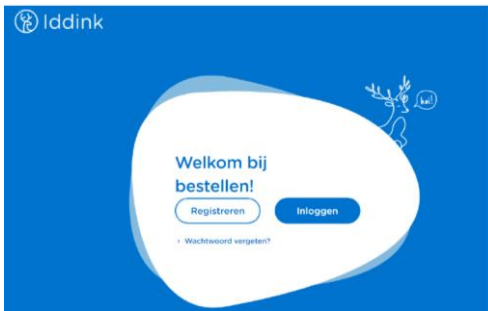 Iddink
hoi!
Welkom bij
bestellen!
Registreren
Inloggen
› Wachtwoord vergeten?